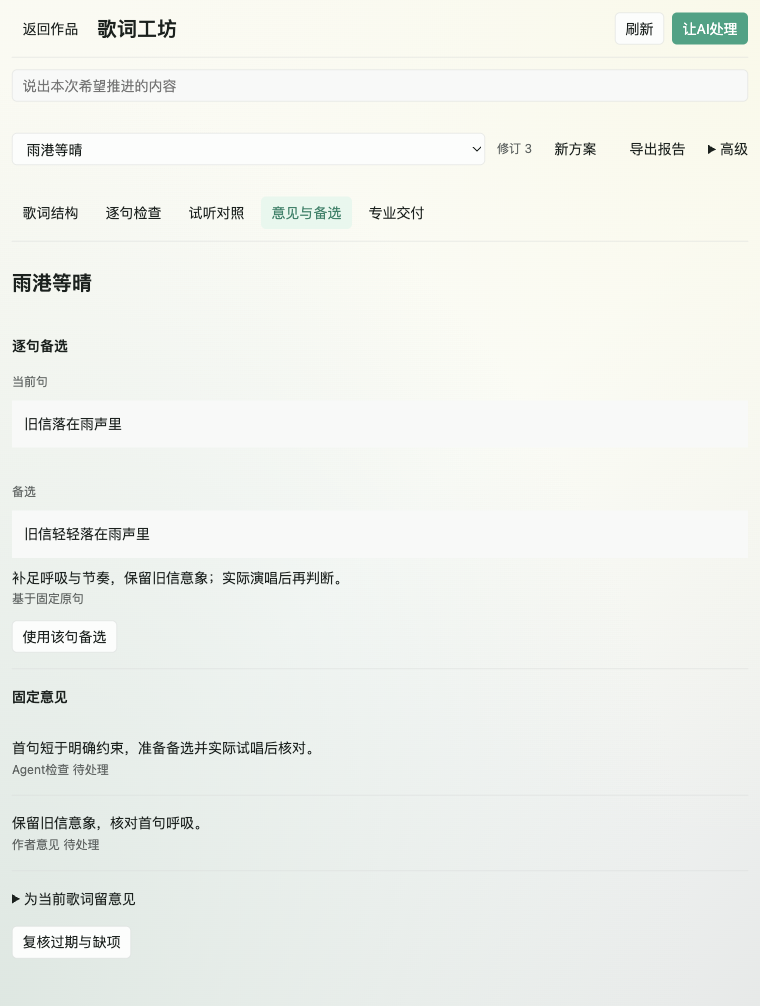 返回作品 歌词工坊 刷新 让AI处理
说出本次希望推进的内容
雨港等晴 修订 3 新方案 导出报告 ▶ 高级
歌词结构 逐句检查 试听对照 意见与备选 专业交付
雨港等晴
逐句备选
当前句
旧信落在雨声里
备选
旧信轻轻落在雨声里
补足呼吸与节奏，保留旧信意象；实际演唱后再判断。
基于固定原句
使用该句备选
固定意见
首句短于明确约束，准备备选并实际试唱后核对。
Agent检查 待处理
保留旧信意象，核对首句呼吸。
作者意见 待处理
▶ 为当前歌词留意见
复核过期与缺项